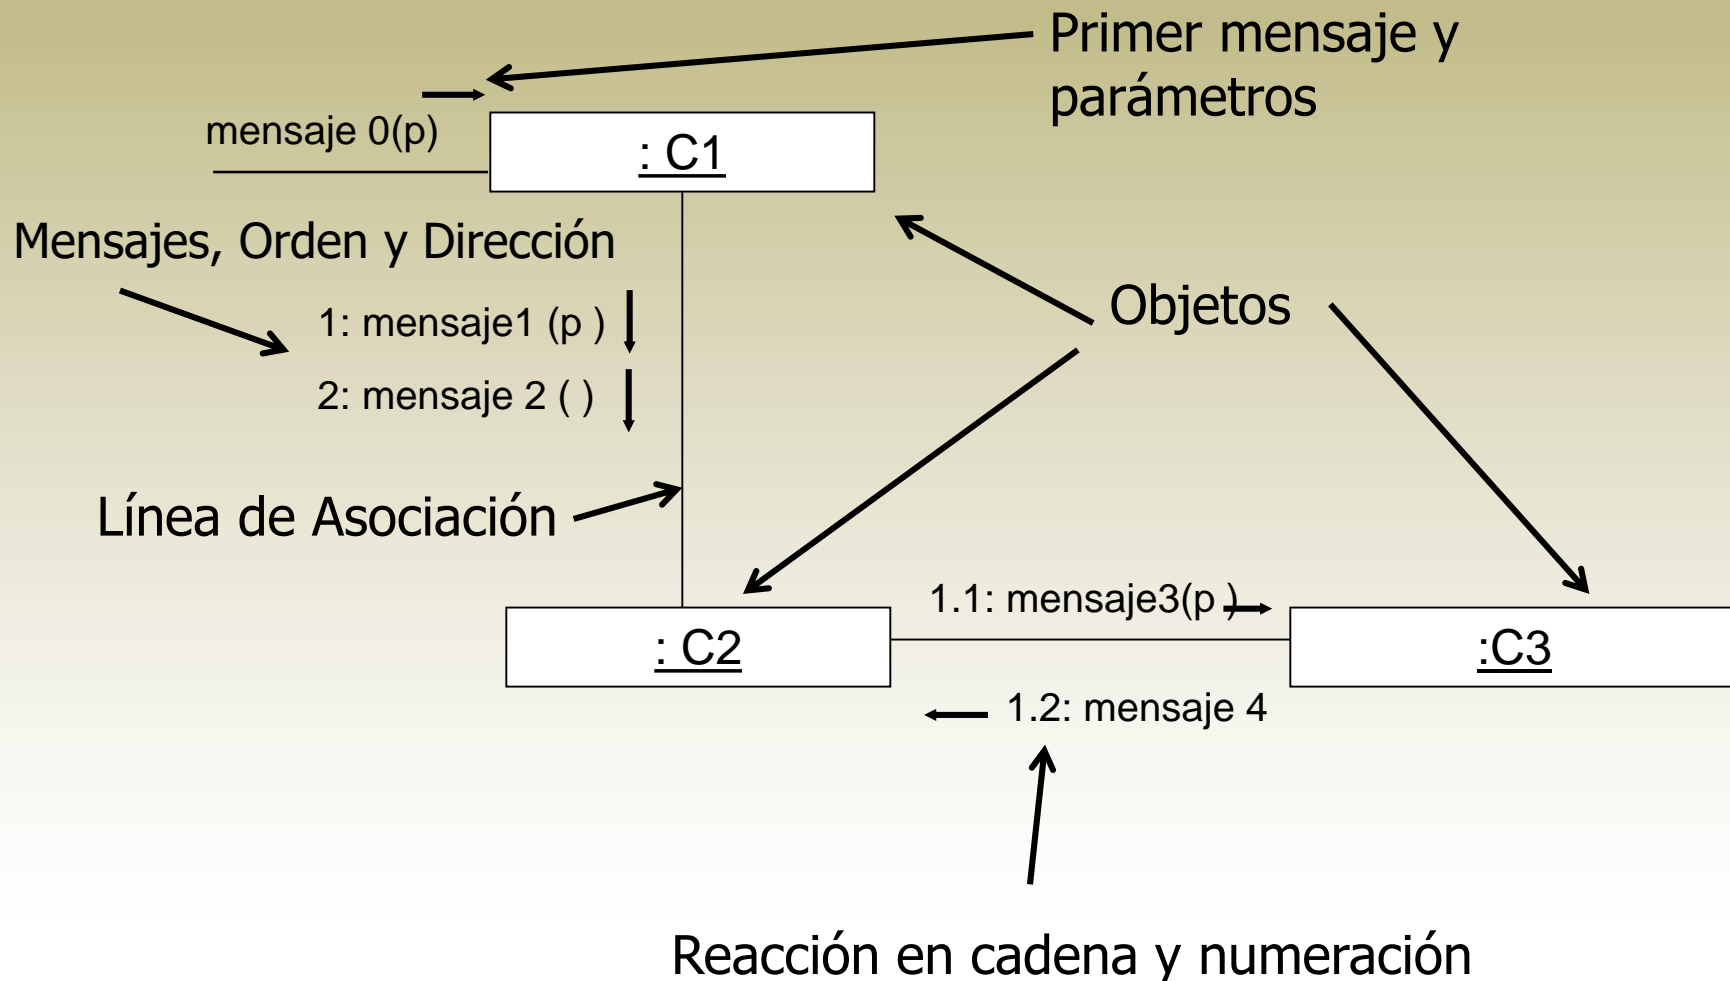 Primer mensaje y
parámetros
mensaje 0(p)
: C1
Mensajes, Orden y Dirección
1: mensaje1 (p )
2: mensaje 2 ( )
Objetos
Línea de Asociación
1.1: mensaje3(p )
: C2
:C3
1.2: mensaje 4
Reacción en cadena y numeración